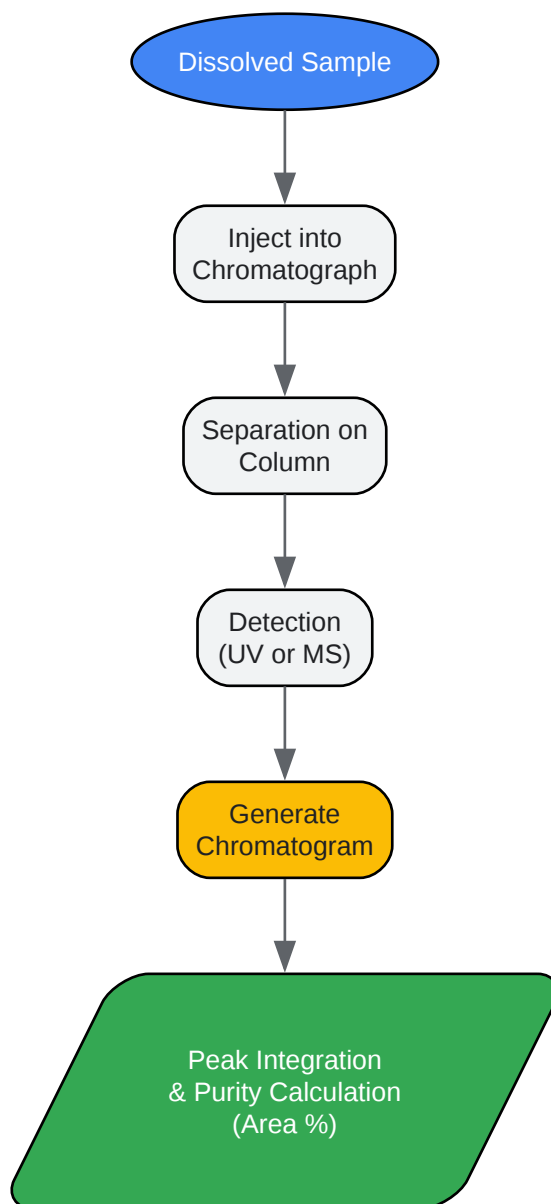 Dissolved Sample
Inject into
Chromatograph
Separation on
Column
Detection
(UV or MS)
Generate
Chromatogram
Peak Integration
& Purity Calculation
(Area %)